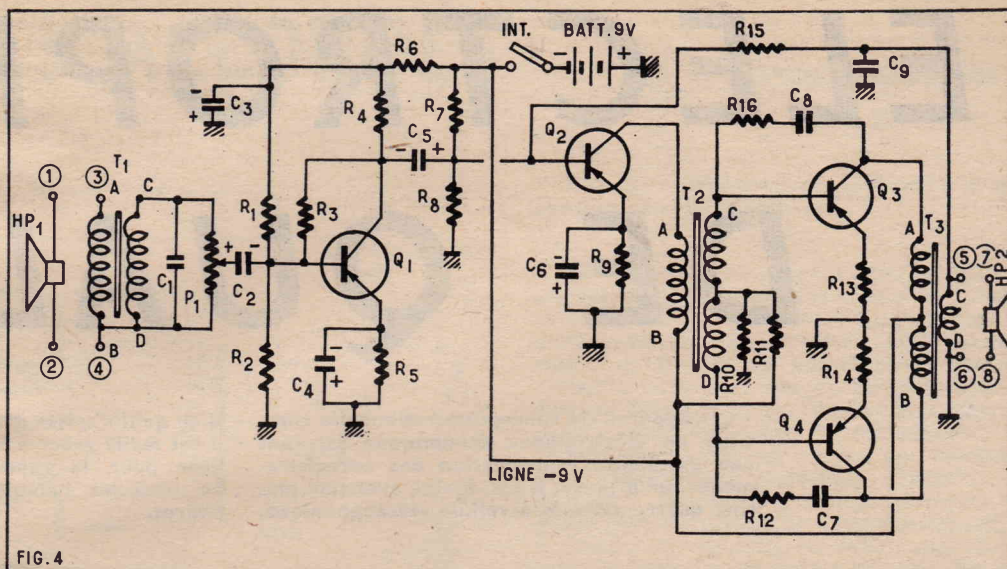 R6
INT.
BATT. 9V
- +
R15
C9
- C3 +
R4
R7
C5
- +
Q2
R16
C8
Q3
① ③
HP1
T1
A C
C1
P1
+ C2 -
R1
R3
R8
Q1
T2
A C
C6
- +
R9
A
T3
⑤ ⑦
HP2
C
R13
② ④
B D
R2
- C4 +
R5
B
D
R10
R11
R14
D
B
⑥ ⑧
Q4
LIGNE -9V
R12
C7
FIG. 4